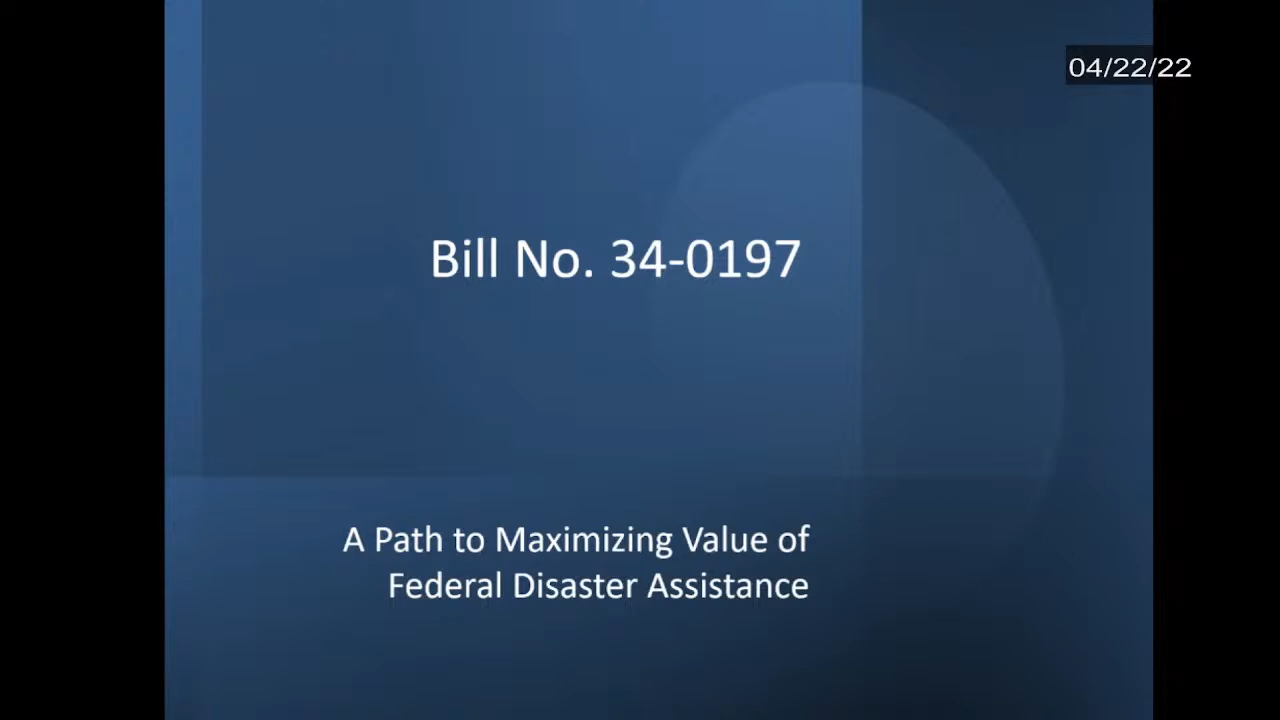 04/22/22
Bill No. 34-0197
A Path to Maximizing Value of
Federal Disaster Assistance